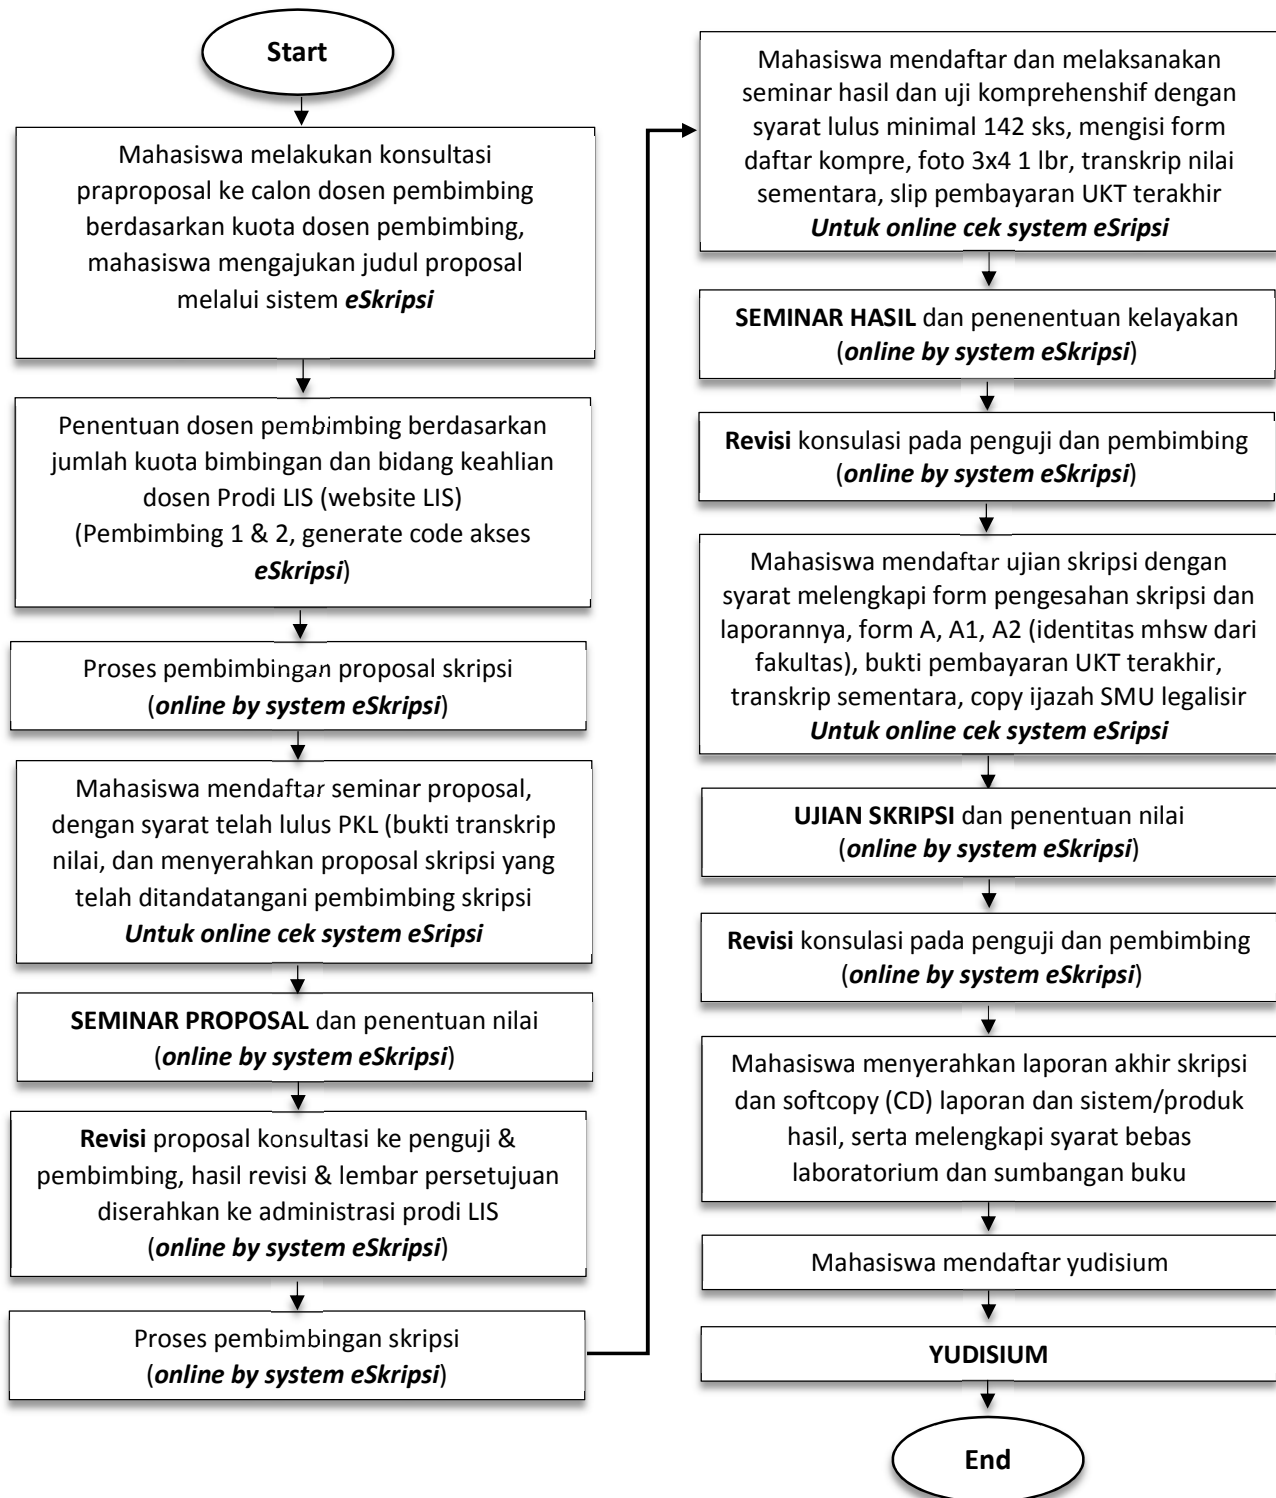 Start
Mahasiswa melakukan konsultasi
praproposal ke calon dosen pembimbing
berdasarkan kuota dosen pembimbing,
mahasiswa mengajukan judul proposal
melalui sistem eSkripsi
Penentuan dosen pembimbing berdasarkan
jumlah kuota bimbingan dan bidang keahlian
dosen Prodi LIS (website LIS)
(Pembimbing 1 & 2, generate code akses
eSkripsi)
Proses pembimbingan proposal skripsi
(online by system eSkripsi)
Mahasiswa mendaftar seminar proposal,
dengan syarat telah lulus PKL (bukti transkrip
nilai, dan menyerahkan proposal skripsi yang
telah ditandatangani pembimbing skripsi
Untuk online cek system eSripsi
SEMINAR PROPOSAL dan penentuan nilai
(online by system eSkripsi)
Revisi proposal konsultasi ke penguji &
pembimbing, hasil revisi & lembar persetujuan
diserahkan ke administrasi prodi LIS
(online by system eSkripsi)
Proses pembimbingan skripsi
(online by system eSkripsi)
Mahasiswa mendaftar dan melaksanakan
seminar hasil dan uji komprehenshif dengan
syarat lulus minimal 142 sks, mengisi form
daftar kompre, foto 3x4 1 lbr, transkrip nilai
sementara, slip pembayaran UKT terakhir
Untuk online cek system eSripsi
SEMINAR HASIL dan penenentuan kelayakan
(online by system eSkripsi)
Revisi konsulasi pada penguji dan pembimbing
(online by system eSkripsi)
Mahasiswa mendaftar ujian skripsi dengan
syarat melengkapi form pengesahan skripsi dan
laporannya, form A, A1, A2 (identitas mhsw dari
fakultas), bukti pembayaran UKT terakhir,
transkrip sementara, copy ijazah SMU legalisir
Untuk online cek system eSripsi
UJIAN SKRIPSI dan penentuan nilai
(online by system eSkripsi)
Revisi konsulasi pada penguji dan pembimbing
(online by system eSkripsi)
Mahasiswa menyerahkan laporan akhir skripsi
dan softcopy (CD) laporan dan sistem/produk
hasil, serta melengkapi syarat bebas
laboratorium dan sumbangan buku
Mahasiswa mendaftar yudisium
YUDISIUM
End